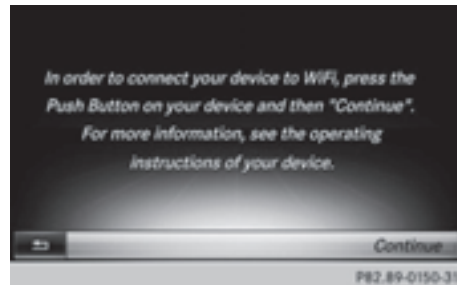 In order to connect your device to WiFi, press the
Push Button on your device and then "Continue".
For more information, see the operating
instructions of your device.
Continue
P82.89-0150-31